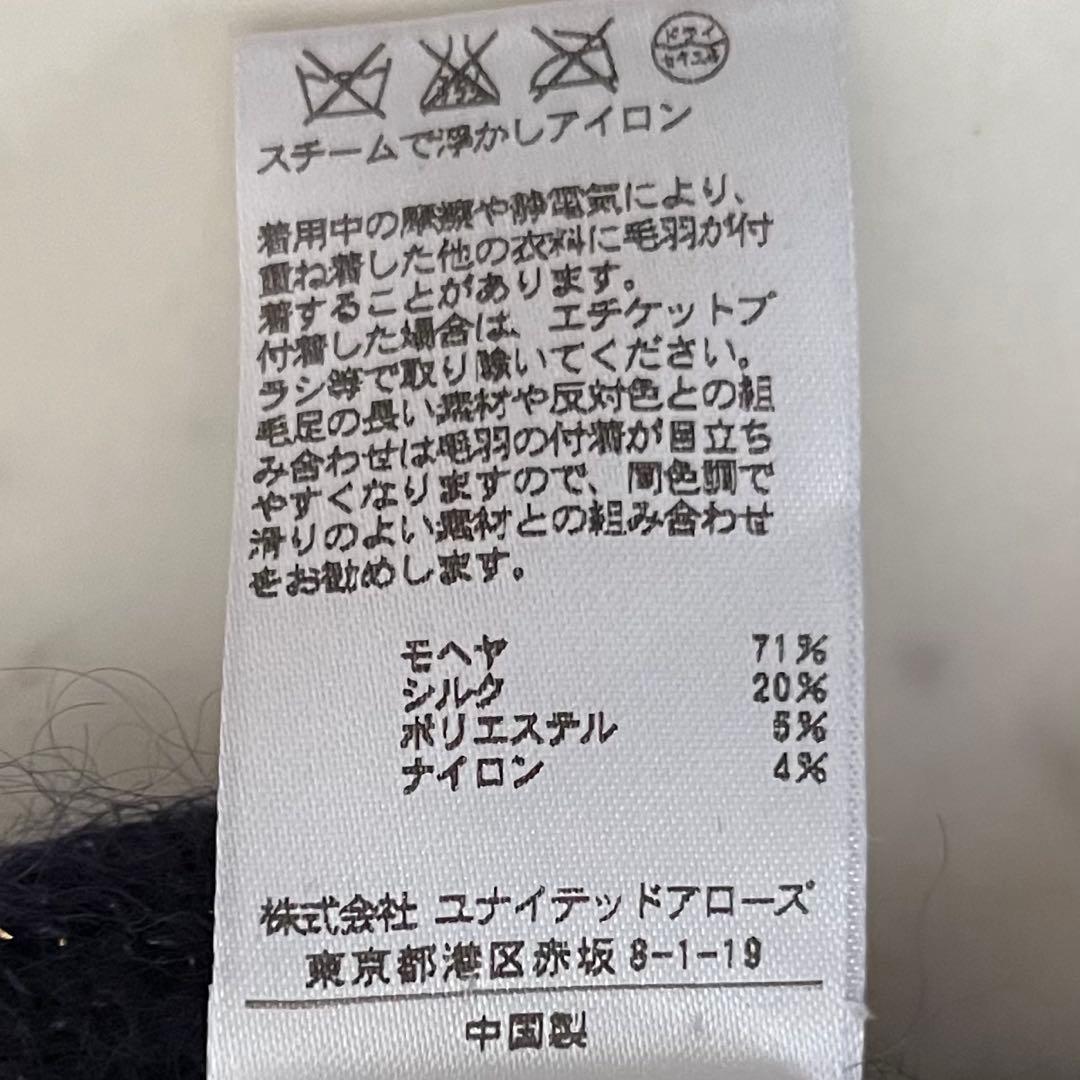 ドライ
セキユ系
スチームで浮かしアイロン
着用中の摩擦や静電気により、
重ね着した他の衣料に毛羽が付
着することがあります。
付着した場合は、エチケットブ
ラシ等で取り除いてください。
毛足の長い素材や反対色との組
み合わせは毛羽の付着が目立ち
やすくなりますので、同色調で
滑りのよい素材との組み合わせ
をお勧めします。
モヘヤ 71%
シルク 20%
ポリエステル 5%
ナイロン 4%
株式会社 ユナイテッドアローズ
東京都港区赤坂 8-1-19
中国製